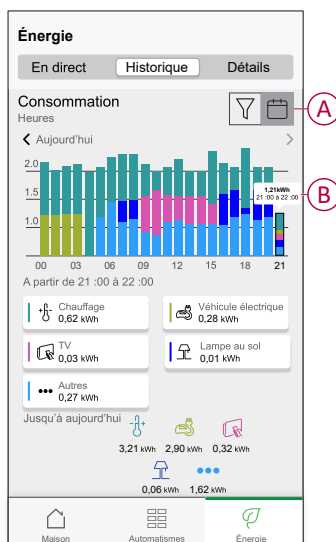 Énergie
En direct Historique Détails
Consommation
Heures
A
Aujourd'hui
2.0
1.5
1.0
1,21kWh
21 :00 à 22 :00
B
00 03 06 09 12 15 18 21
A partir de 21 :00 à 22 :00
Chauffage
0,62 kWh
Véhicule électrique
0,28 kWh
TV
0,03 kWh
Lampe au sol
0,01 kWh
Autres
0,27 kWh
Jusqu'à aujourd'hui
3,21 kWh 2,90 kWh 0,32 kWh
0,06 kWh 1,62 kWh
Maison Automatismes Énergie